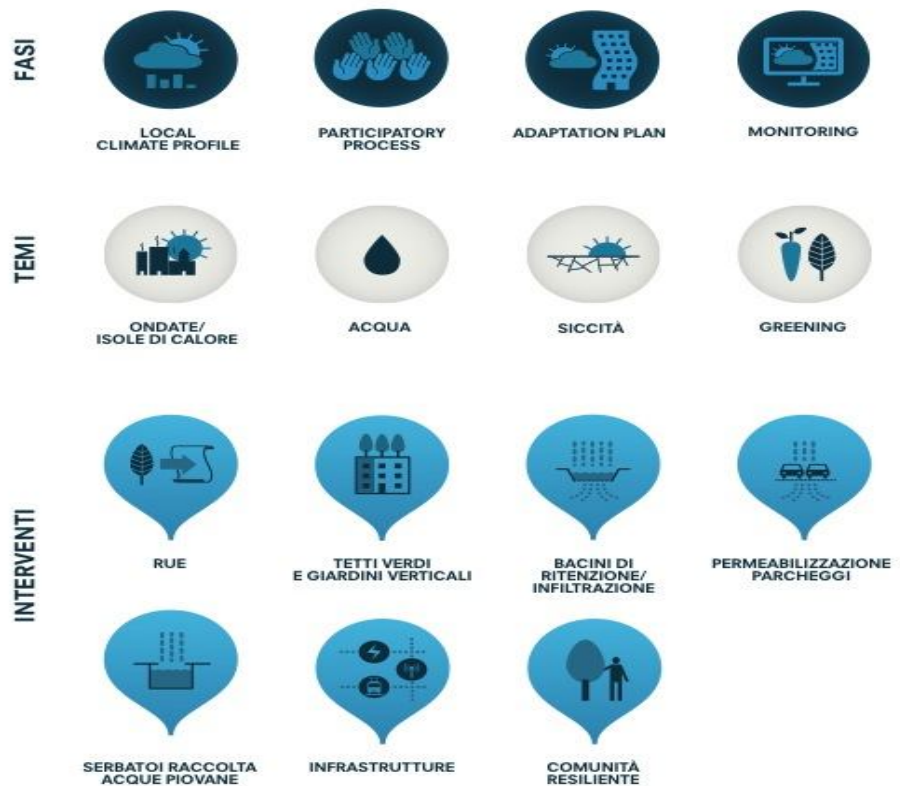 FASI
LOCAL
CLIMATE PROFILE
PARTICIPATORY
PROCESS
ADAPTATION PLAN
MONITORING
TEMI
ONDATE/
ISOLE DI CALORE
ACQUA
SICCITÀ
GREENING
INTERVENTI
RUE
TETTI VERDI
E GIARDINI VERTICALI
BACINI DI
RITENZIONE/
INFILTRAZIONE
PERMEABILIZZAZIONE
PARCHEGGI
SERBATOI RACCOLTA
ACQUE PIOVANE
INFRASTRUTTURE
COMUNITÀ
RESILIENTE